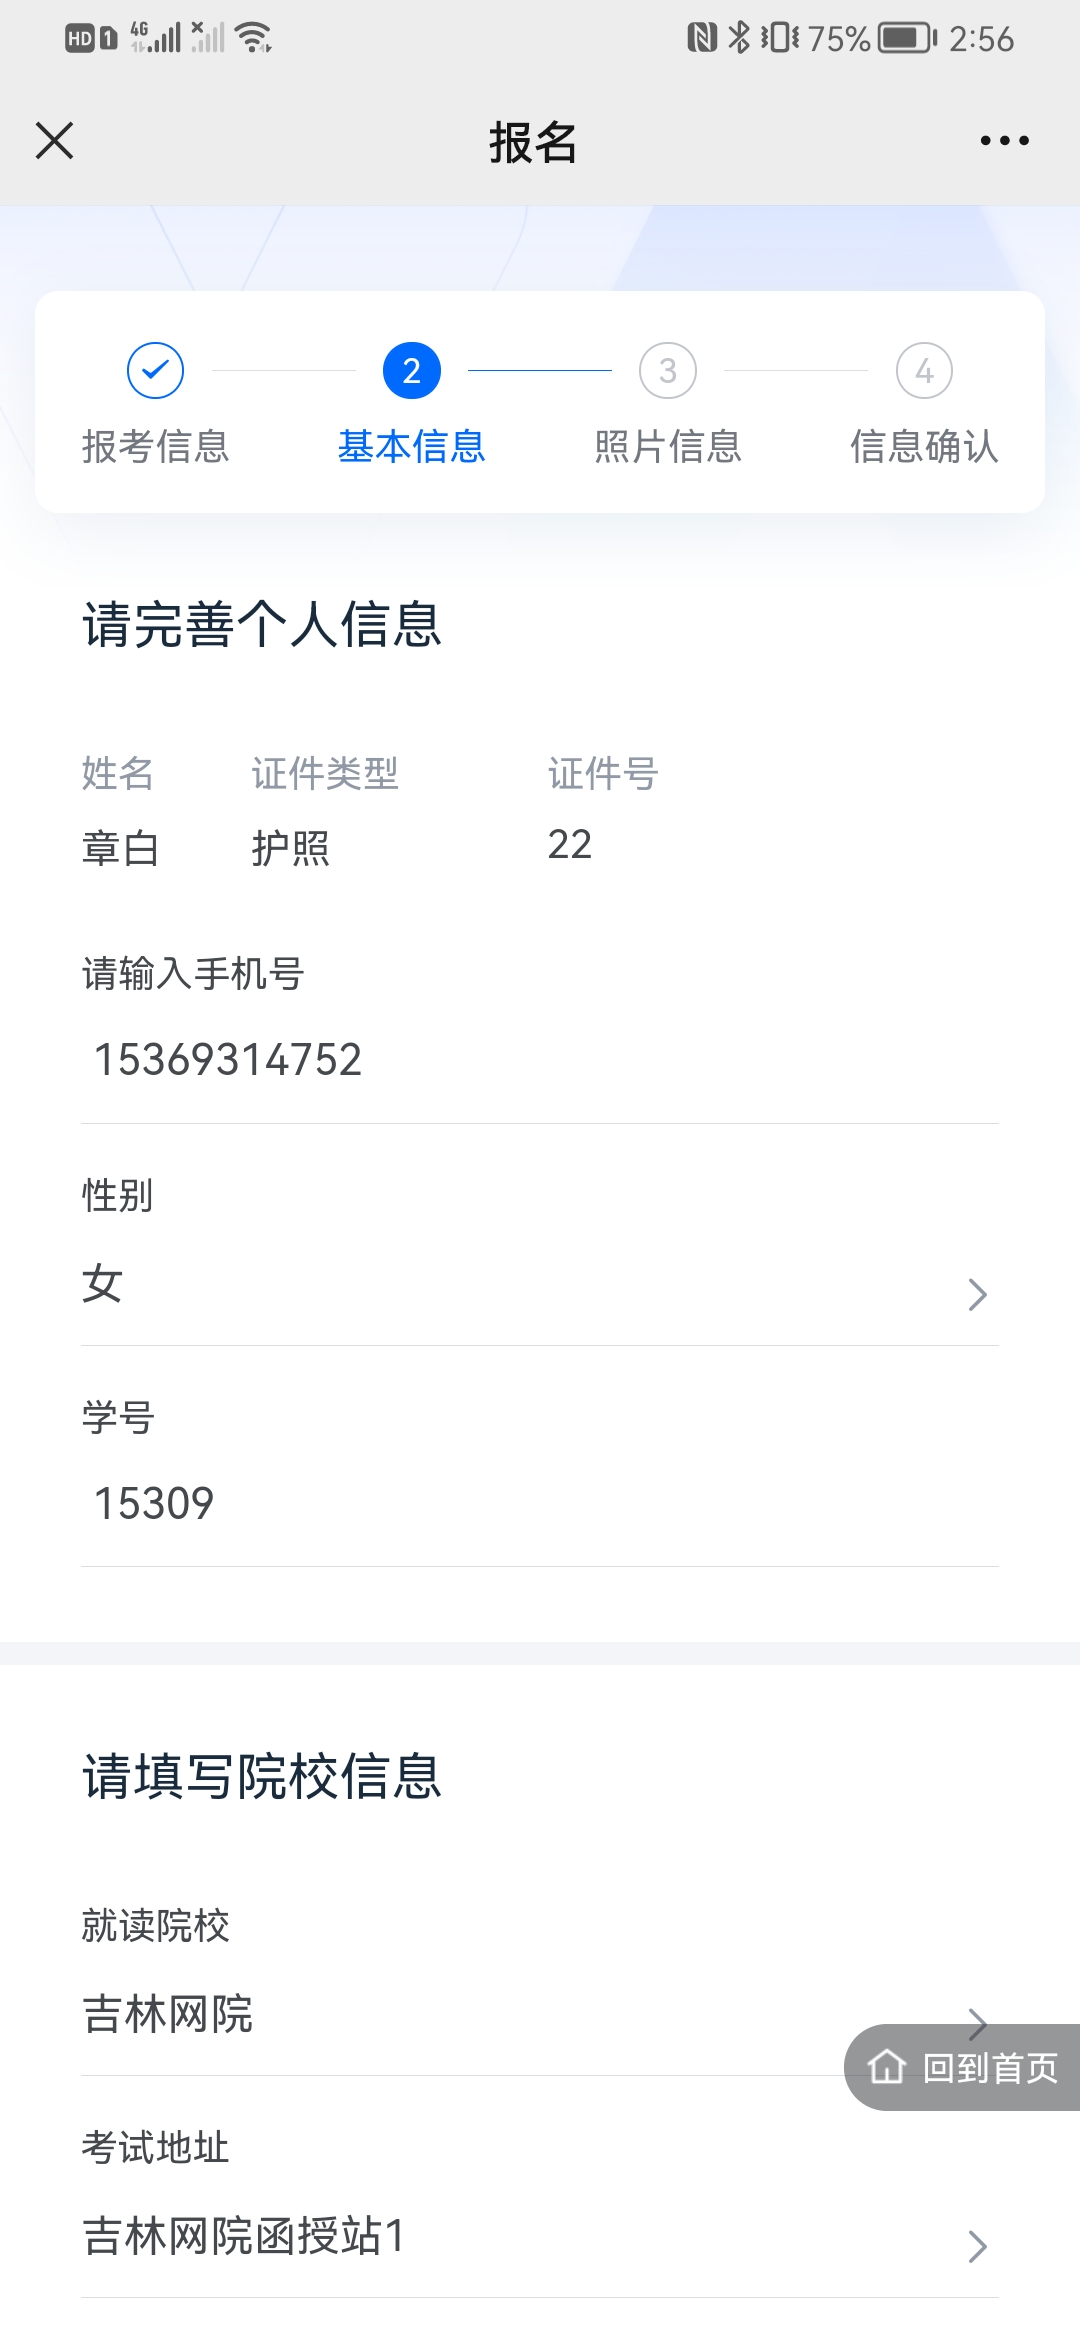 HD 1 4G 75% 2:56
报名
2 3 4
报考信息 基本信息 照片信息 信息确认
请完善个人信息
姓名 证件类型 证件号
章白 护照 22
请输入手机号
15369314752
性别
女
学号
15309
请填写院校信息
就读院校
吉林网院
回到首页
考试地址
吉林网院函授站1